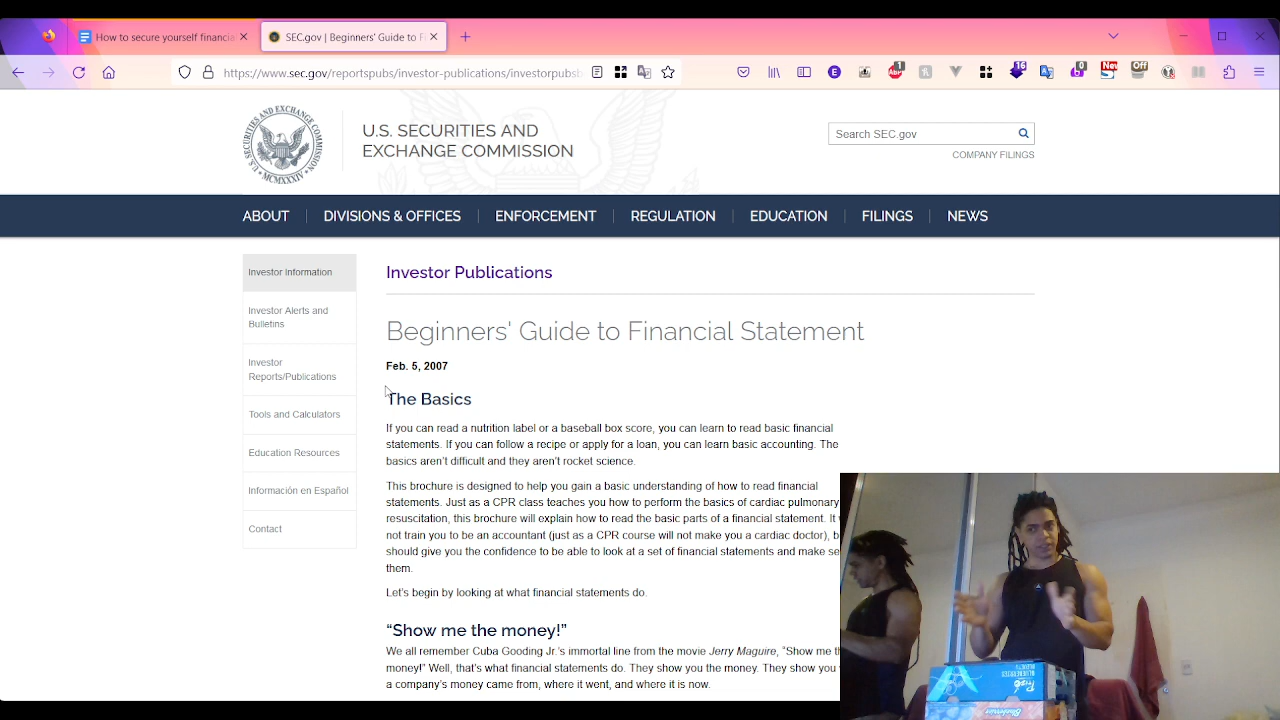 How to secure yourself financia
SEC.gov | Beginners' Guide to Fi
https://www.sec.gov/reportspubs/investor-publications/investorpubsb
1
16
0
New
Off
SECURITIES AND EXCHANGE COMMISSION
MCMXXXIV
U.S. SECURITIES AND
EXCHANGE COMMISSION
Search SEC.gov
COMPANY FILINGS
ABOUT
DIVISIONS & OFFICES
ENFORCEMENT
REGULATION
EDUCATION
FILINGS
NEWS
Investor Information
Investor Alerts and
Bulletins
Investor
Reports/Publications
Tools and Calculators
Education Resources
Información en Español
Contact
Investor Publications
Beginners' Guide to Financial Statement
Feb. 5, 2007
The Basics
If you can read a nutrition label or a baseball box score, you can learn to read basic financial
statements. If you can follow a recipe or apply for a loan, you can learn basic accounting. The
basics aren't difficult and they aren't rocket science.
This brochure is designed to help you gain a basic understanding of how to read financial
statements. Just as a CPR class teaches you how to perform the basics of cardiac pulmonary
resuscitation, this brochure will explain how to read the basic parts of a financial statement. It
not train you to be an accountant (just as a CPR course will not make you a cardiac doctor), b
should give you the confidence to be able to look at a set of financial statements and make se
them.
Let's begin by looking at what financial statements do.
“Show me the money!”
We all remember Cuba Gooding Jr.'s immortal line from the movie Jerry Maguire, “Show me th
money!” Well, that's what financial statements do. They show you the money. They show you
a company's money came from, where it went, and where it is now.